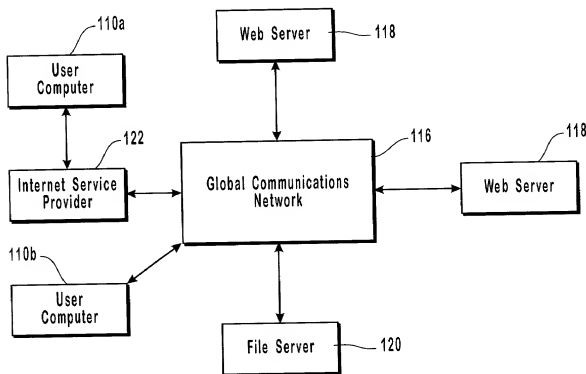 110a
User
Computer
Web Server
118
122
116
Internet Service
Provider
Global Communications
Network
118
Web Server
110b
User
Computer
File Server
120